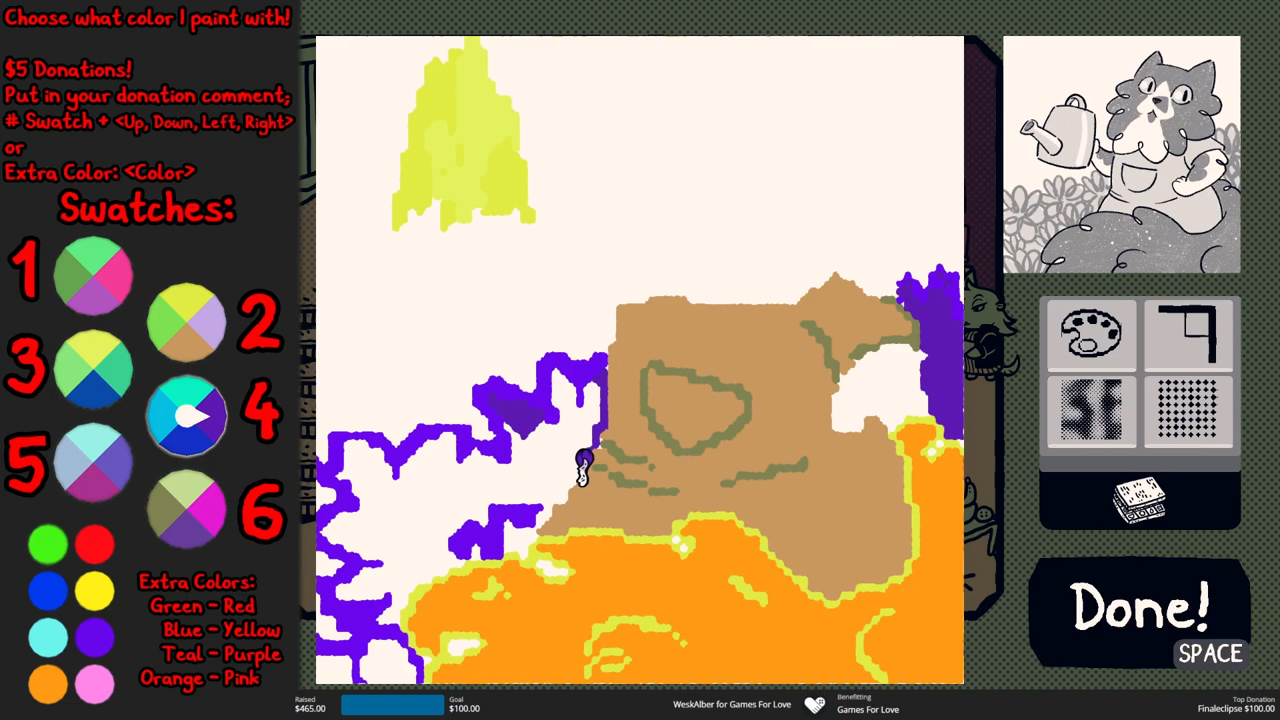 Choose what color I paint with!
$5 Donations!
Put in your donation comment;
# Swatch + <Up, Down, Left, Right>
or
Extra Color: <Color>
Swatches:
1
2
3
4
5
6
Extra Colors:
Green - Red
Blue - Yellow
Teal - Purple
Orange - Pink
Done!
SPACE
Raised
$465.00
Goal
$100.00
WeskAlber for Games For Love
Benefitting
Games For Love
Top Donation
Finaleclipse $100.00